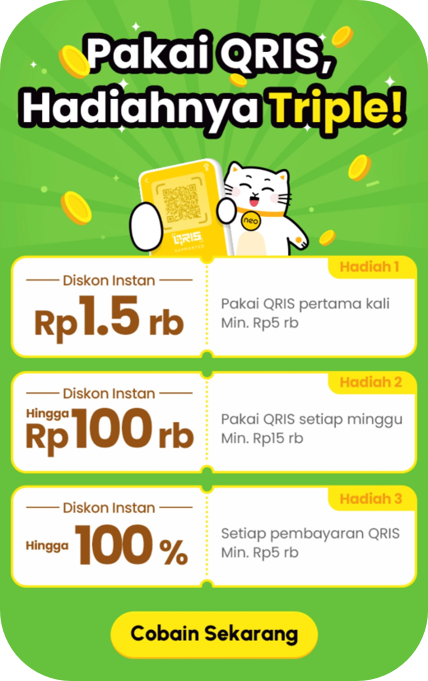 Pakai QRIS,
Hadiahnya Triple!
QRIS
neo
Hadiah 1
Diskon Instan
Rp1.5 rb
Pakai QRIS pertama kali
Min. Rp5 rb
Hadiah 2
Diskon Instan
Hingga
Rp100 rb
Pakai QRIS setiap minggu
Min. Rp15 rb
Hadiah 3
Diskon Instan
Hingga 100 %
Setiap pembayaran QRIS
Min. Rp5 rb
Cobain Sekarang